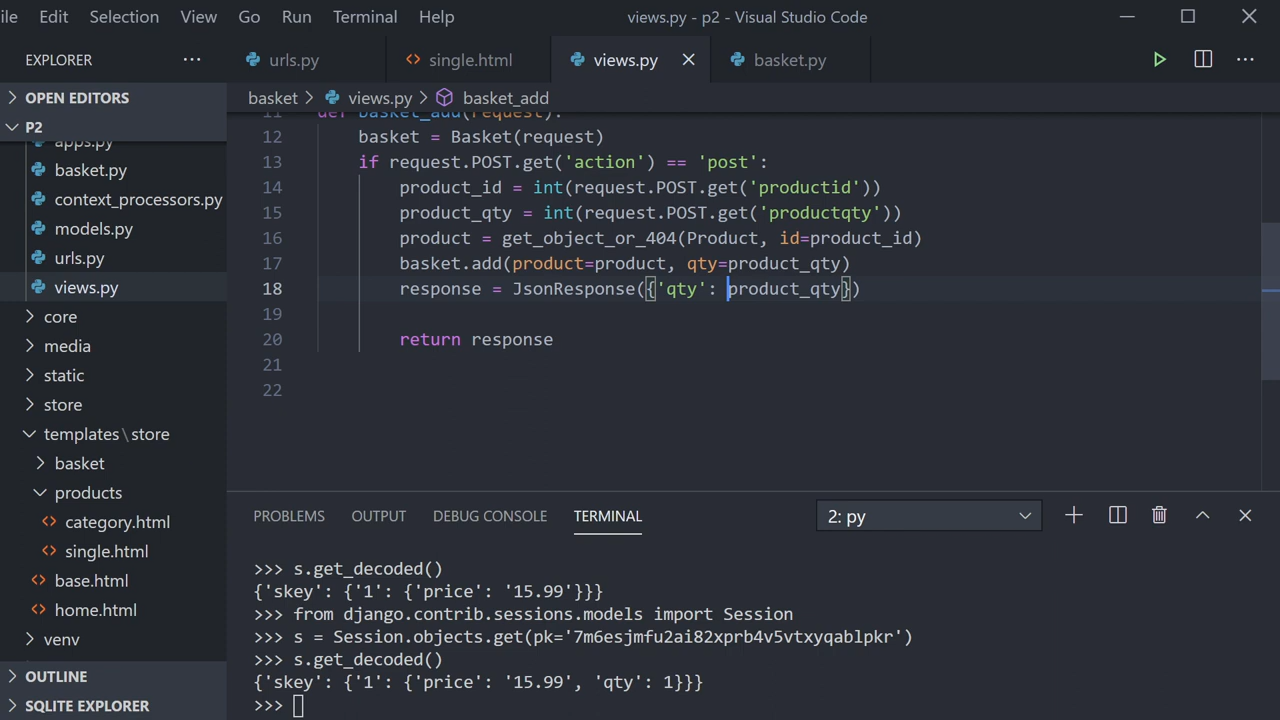 ile Edit Selection View Go Run Terminal Help views.py - p2 - Visual Studio Code
EXPLORER ···
urls.py single.html views.py basket.py
OPEN EDITORS
P2
apps.py
basket.py
context_processors.py
models.py
urls.py
views.py
core
media
static
store
templates\store
basket
products
category.html
single.html
base.html
home.html
venv
OUTLINE
SQLITE EXPLORER
basket > views.py > basket_add
11 def basket_add(request):
12 basket = Basket(request)
13 if request.POST.get('action') == 'post':
14 product_id = int(request.POST.get('productid'))
15 product_qty = int(request.POST.get('productqty'))
16 product = get_object_or_404(Product, id=product_id)
17 basket.add(product=product, qty=product_qty)
18 response = JsonResponse({'qty': product_qty})
19
20 return response
21
22
PROBLEMS OUTPUT DEBUG CONSOLE TERMINAL 2: py
>>> s.get_decoded()
{'skey': {'1': {'price': '15.99'}}}
>>> from django.contrib.sessions.models import Session
>>> s = Session.objects.get(pk='7m6esjmfu2ai82xprb4v5vtxyqablpkr')
>>> s.get_decoded()
{'skey': {'1': {'price': '15.99', 'qty': 1}}}
>>>